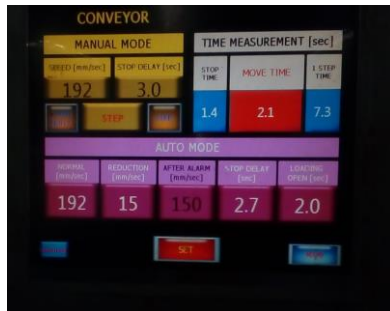 CONVEYOR
MANUAL MODE
TIME MEASUREMENT [sec]
SPEED [mm/sec]
STOP DELAY [sec]
STOP TIME
MOVE TIME
1 STEP TIME
192
3.0
1.4
2.1
7.3
STEP
AUTO MODE
NORMAL [mm/sec]
REDUCTION [mm/sec]
AFTER ALARM [mm/sec]
STOP DELAY [sec]
LOADING OPEN [sec]
192
15
150
2.7
2.0
SET